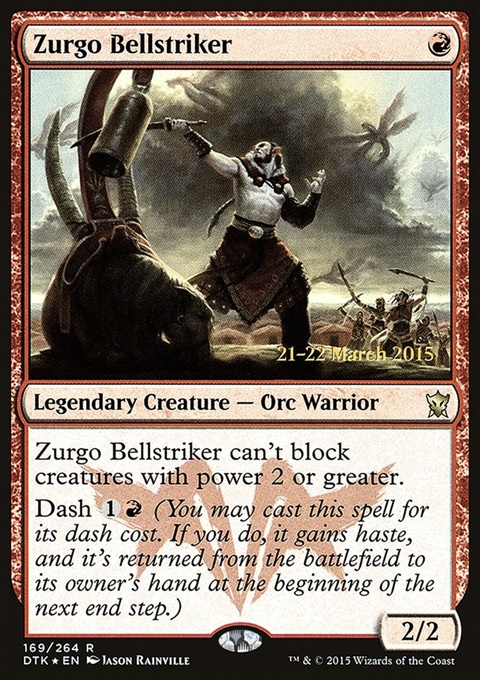 Zurgo Bellstriker
21-22 March 2015
Legendary Creature — Orc Warrior
Zurgo Bellstriker can't block
creatures with power 2 or greater.
Dash 1 (You may cast this spell for
its dash cost. If you do, it gains haste,
and it's returned from the battlefield to
its owner's hand at the beginning of the
next end step.)
2/2
169/264 R
DTK ★ EN Jason Rainville
™ & © 2015 Wizards of the Coast